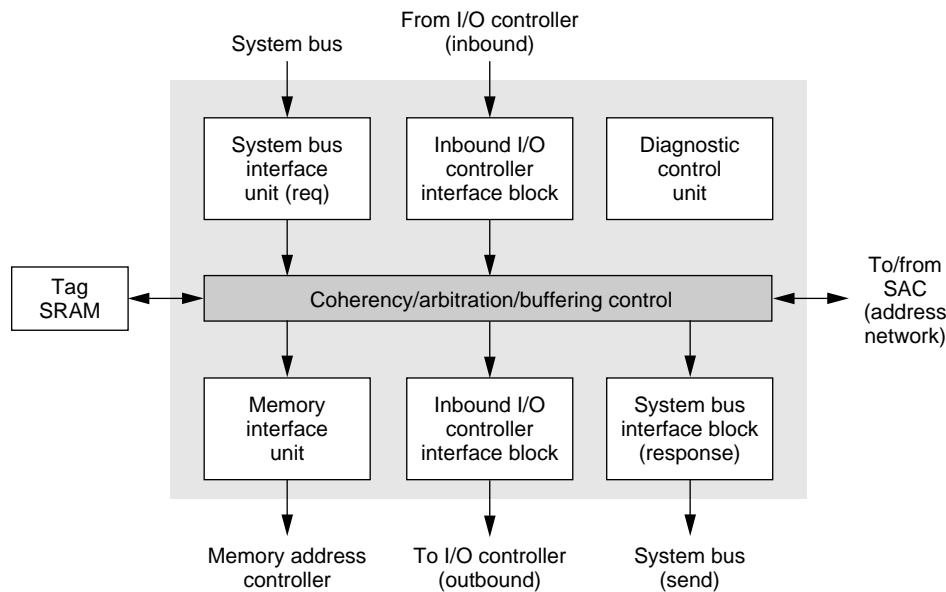 System bus
From I/O controller
(inbound)
System bus
interface
unit (req)
Inbound I/O
controller
interface block
Diagnostic
control
unit
Tag
SRAM
Coherency/arbitration/buffering control
To/from
SAC
(address
network)
Memory
interface
unit
Inbound I/O
controller
interface block
System bus
interface block
(response)
Memory address
controller
To I/O controller
(outbound)
System bus
(send)